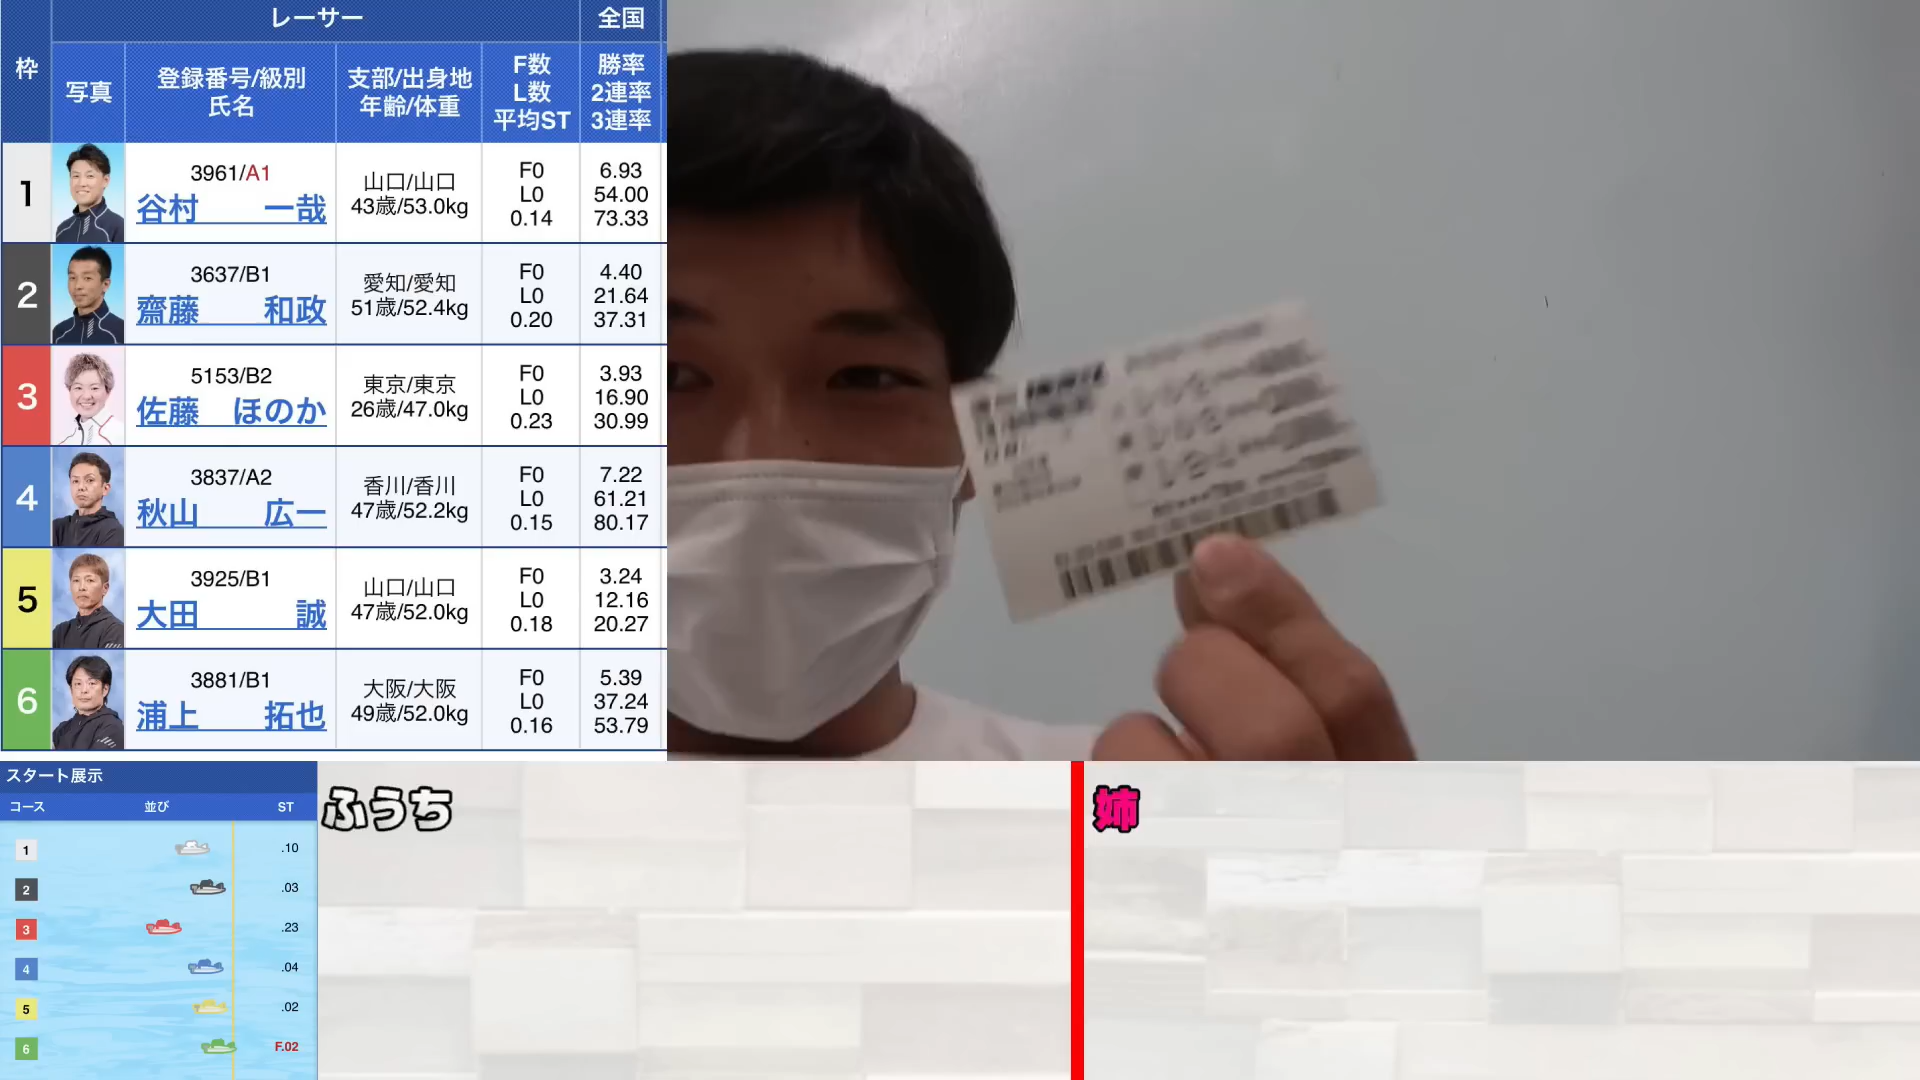 枠
レーサー
全国
写真
登録番号/級別
氏名
支部/出身地
年齢/体重
F数
L数
平均ST
勝率
2連率
3連率
1
3961/A1
谷村 一哉
山口/山口
43歳/53.0kg
F0
L0
0.14
6.93
54.00
73.33
2
3637/B1
齋藤 和政
愛知/愛知
51歳/52.4kg
F0
L0
0.20
4.40
21.64
37.31
3
5153/B2
佐藤 ほのか
東京/東京
26歳/47.0kg
F0
L0
0.23
3.93
16.90
30.99
4
3837/A2
秋山 広一
香川/香川
47歳/52.2kg
F0
L0
0.15
7.22
61.21
80.17
5
3925/B1
大田 誠
山口/山口
47歳/52.0kg
F0
L0
0.18
3.24
12.16
20.27
6
3881/B1
浦上 拓也
大阪/大阪
49歳/52.0kg
F0
L0
0.16
5.39
37.24
53.79
スタート展示
コース 並び ST
1 .10
2 .03
3 .23
4 .04
5 .02
6 F.02
ふうち
姉